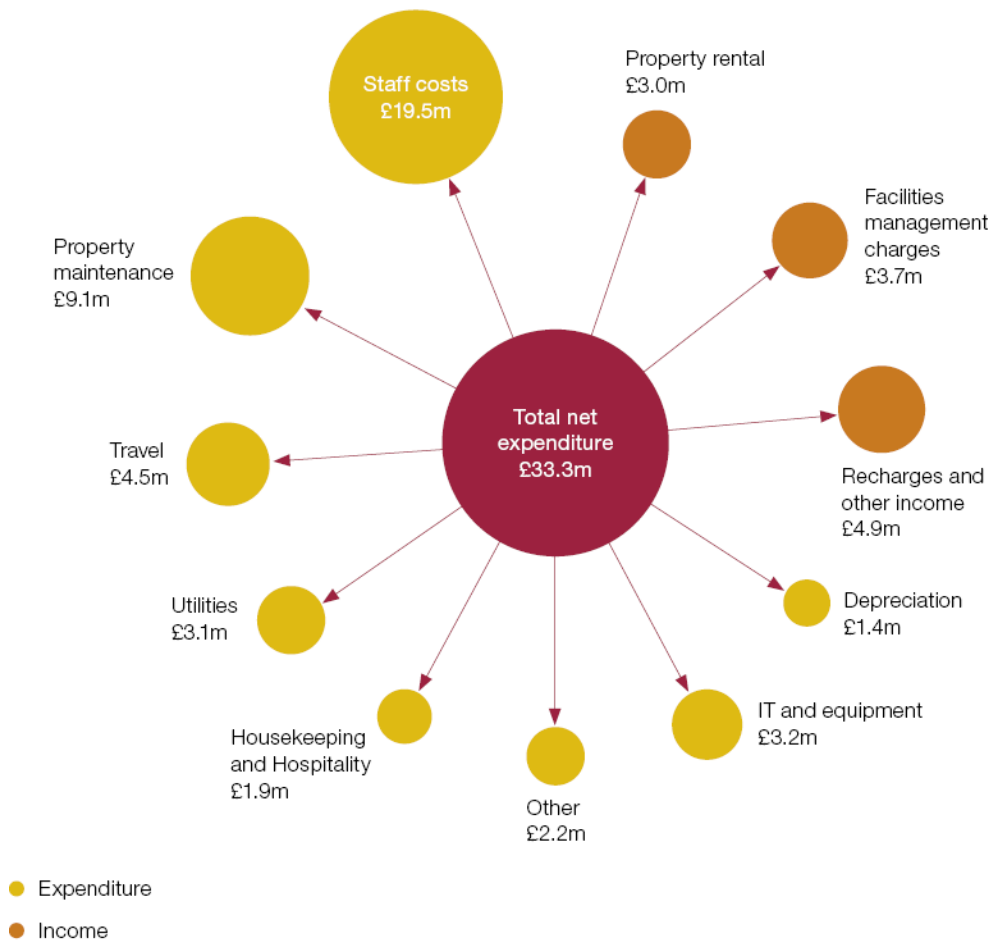 Staff costs
£19.5m
Property rental
£3.0m
Facilities
management
charges
£3.7m
Property
maintenance
£9.1m
Total net
expenditure
£33.3m
Travel
£4.5m
Recharges and
other income
£4.9m
Utilities
£3.1m
Depreciation
£1.4m
Housekeeping
and Hospitality
£1.9m
IT and equipment
£3.2m
Other
£2.2m
Expenditure
Income